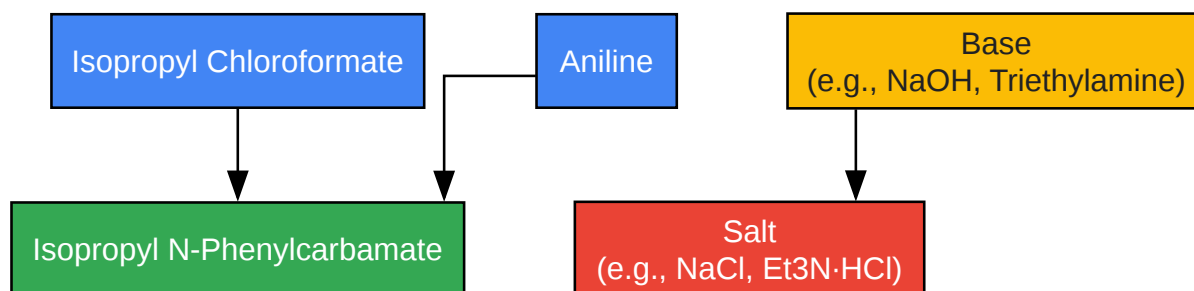 Isopropyl Chloroformate
Aniline
Base
(e.g., NaOH, Triethylamine)
Isopropyl N-Phenylcarbamate
Salt
(e.g., NaCl, Et3N·HCl)